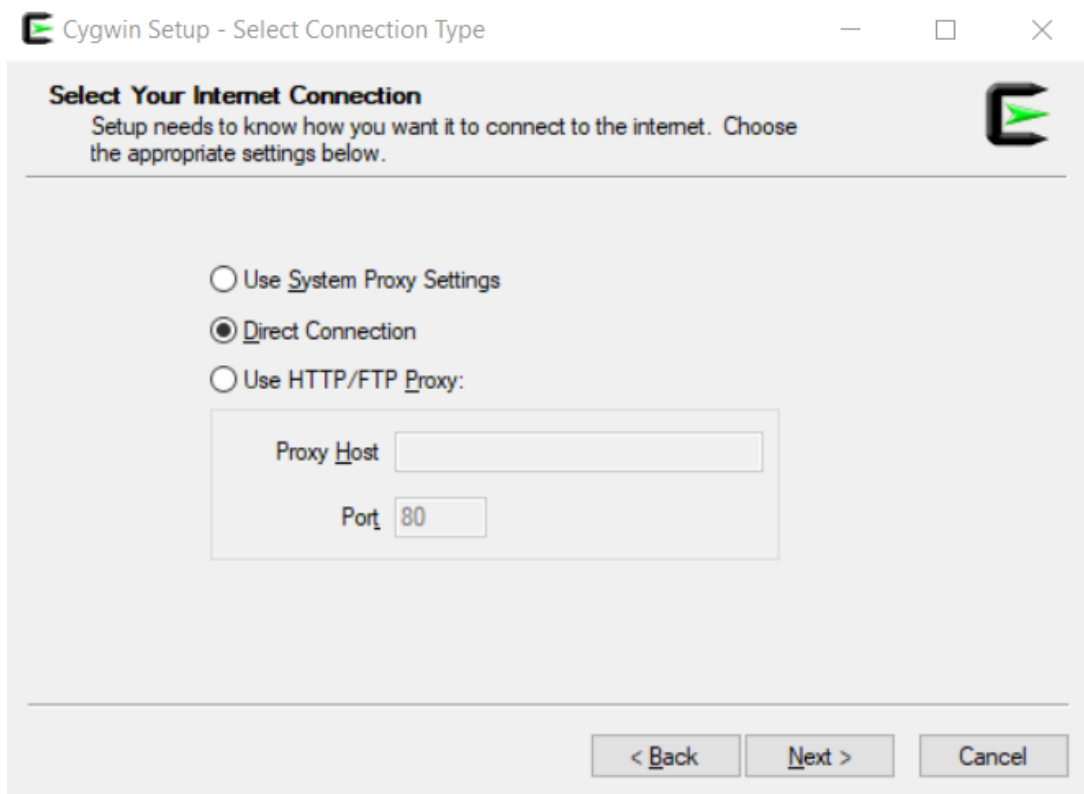 Cygwin Setup - Select Connection Type
Select Your Internet Connection
Setup needs to know how you want it to connect to the internet. Choose
the appropriate settings below.
Use System Proxy Settings
Direct Connection
Use HTTP/FTP Proxy:
Proxy Host
Port 80
< Back Next > Cancel